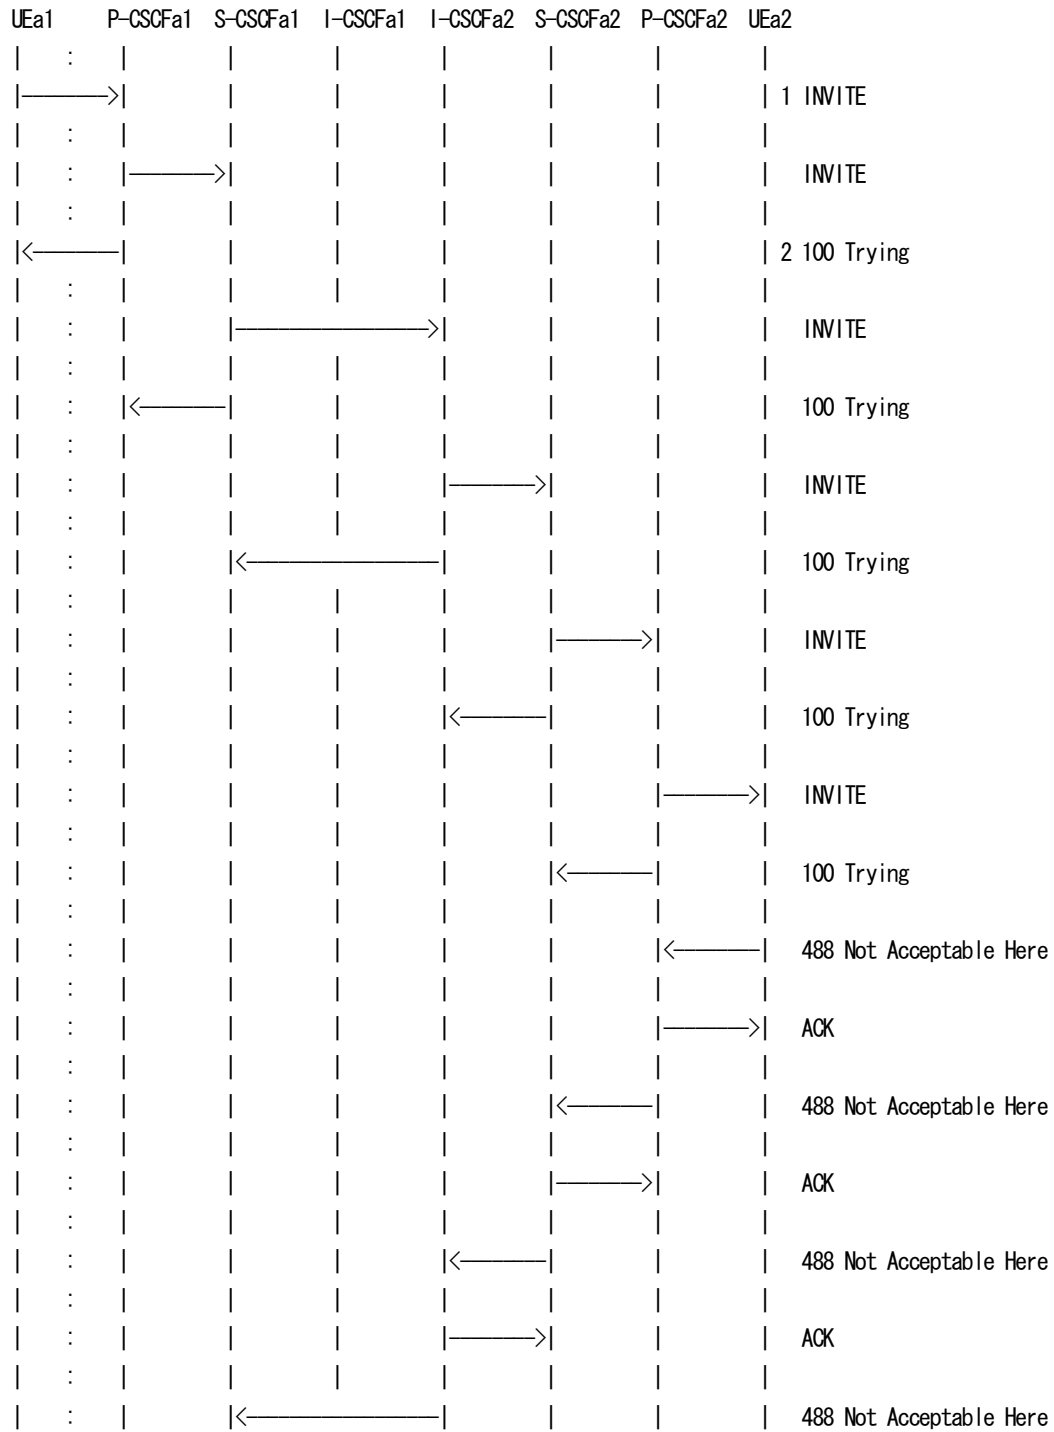 UEa1 P-CSCFa1 S-CSCFa1 I-CSCFa1 I-CSCFa2 S-CSCFa2 P-CSCFa2 UEa2
1 INVITE
INVITE
2 100 Trying
INVITE
100 Trying
INVITE
100 Trying
INVITE
100 Trying
INVITE
100 Trying
488 Not Acceptable Here
ACK
488 Not Acceptable Here
ACK
488 Not Acceptable Here
ACK
488 Not Acceptable Here